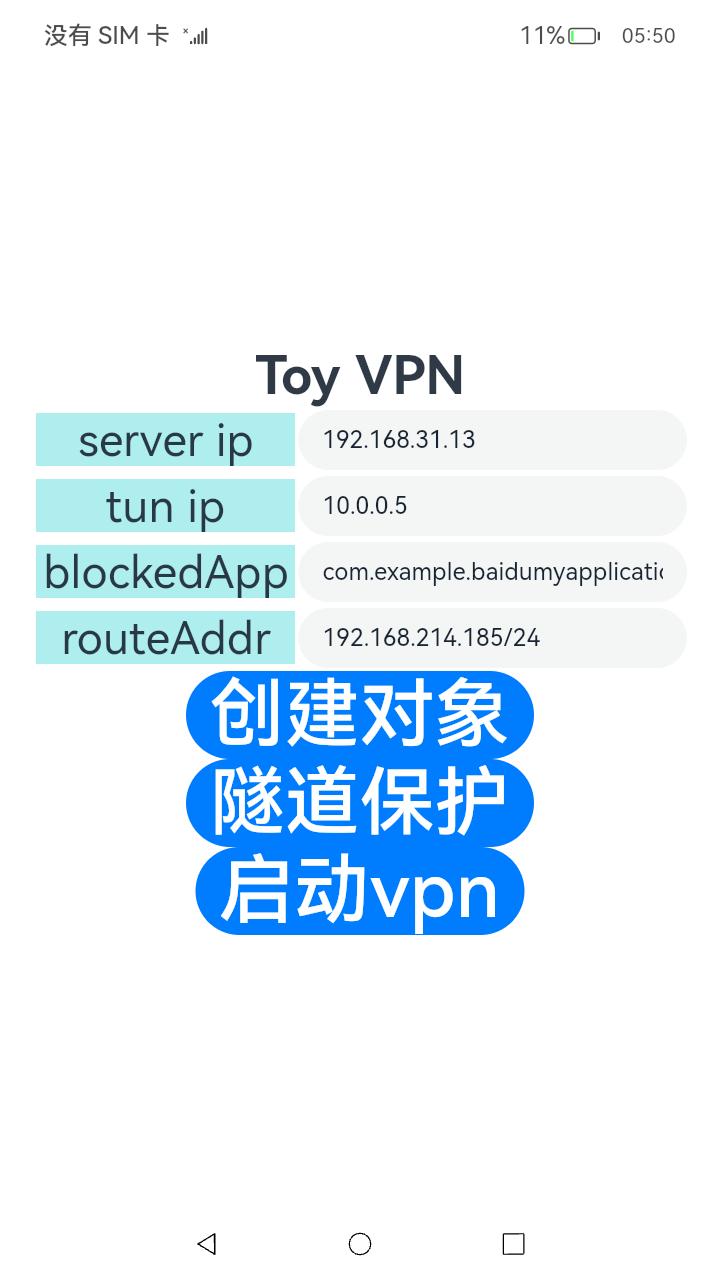 没有 SIM 卡 11% 05:50
Toy VPN
server ip 192.168.31.13
tun ip 10.0.0.5
blockedApp com.example.baidumyapplicatio
routeAddr 192.168.214.185/24
创建对象
隧道保护
启动vpn